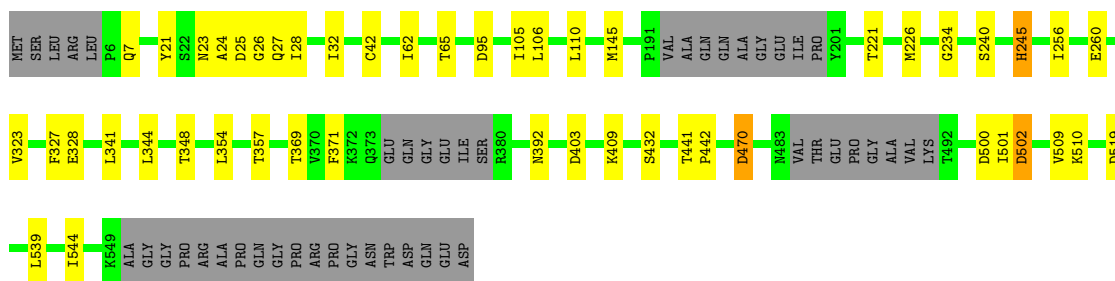 MET SER LEU ARG LEU P6 Q7 Y21 S22 N23 A24 D25 G26 Q27 I28 I32 C42 I62 T65 D95 I105 L106 L110 M145 P191 VAL ALA GLN GLN ALA GLY GLU ILE PRO Y201 T221 M226 G234 S240 H245 I256 E260
V323 F327 E328 L341 L344 T348 L354 T357 T369 V370 F371 K372 Q373 GLU GLN GLY GLU ILE SER R380 N392 D403 K409 S432 T441 P442 D470 N483 VAL THR GLU PRO GLY ALA VAL LYS T492 D500 I501 D502 V509 K510
L539 I544 K549 ALA GLY GLY PRO ARG ALA PRO GLN GLY PRO ARG PRO GLY ASN TRP ASP GLN GLU ASP